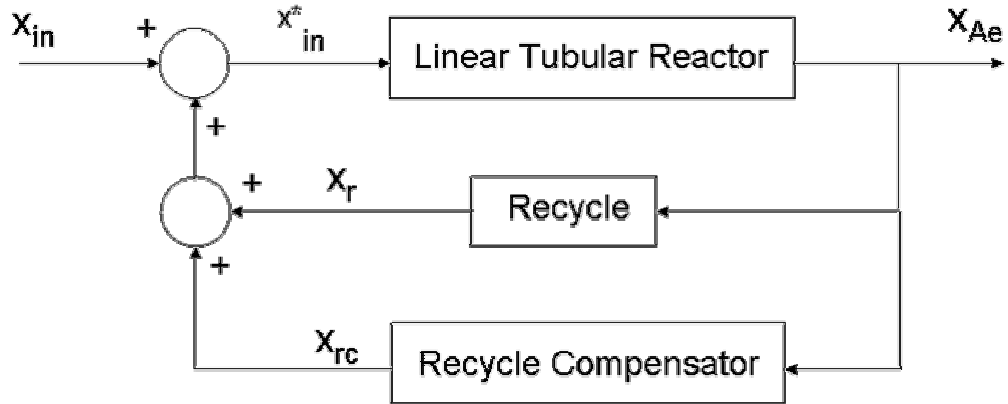 x_in
+
x*_in
Linear Tubular Reactor
x_Ae
+
+
x_r
Recycle
+
x_rc
Recycle Compensator